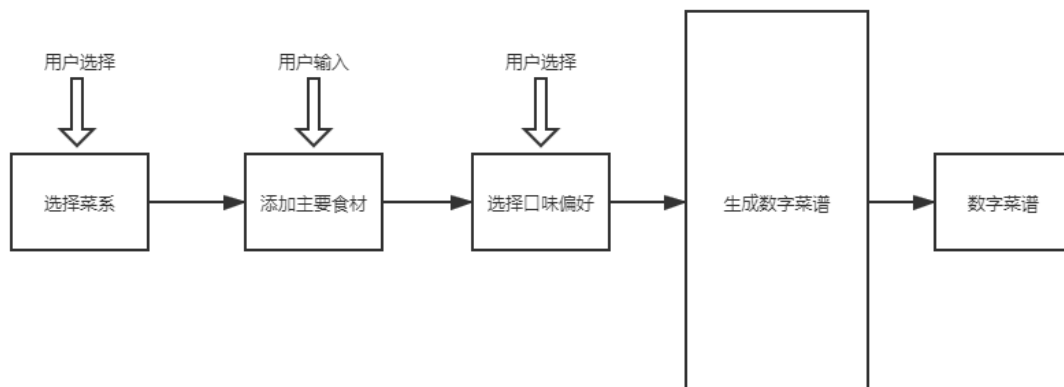 用户选择
用户输入
用户选择
选择菜系
添加主要食材
选择口味偏好
生成数字菜谱
数字菜谱